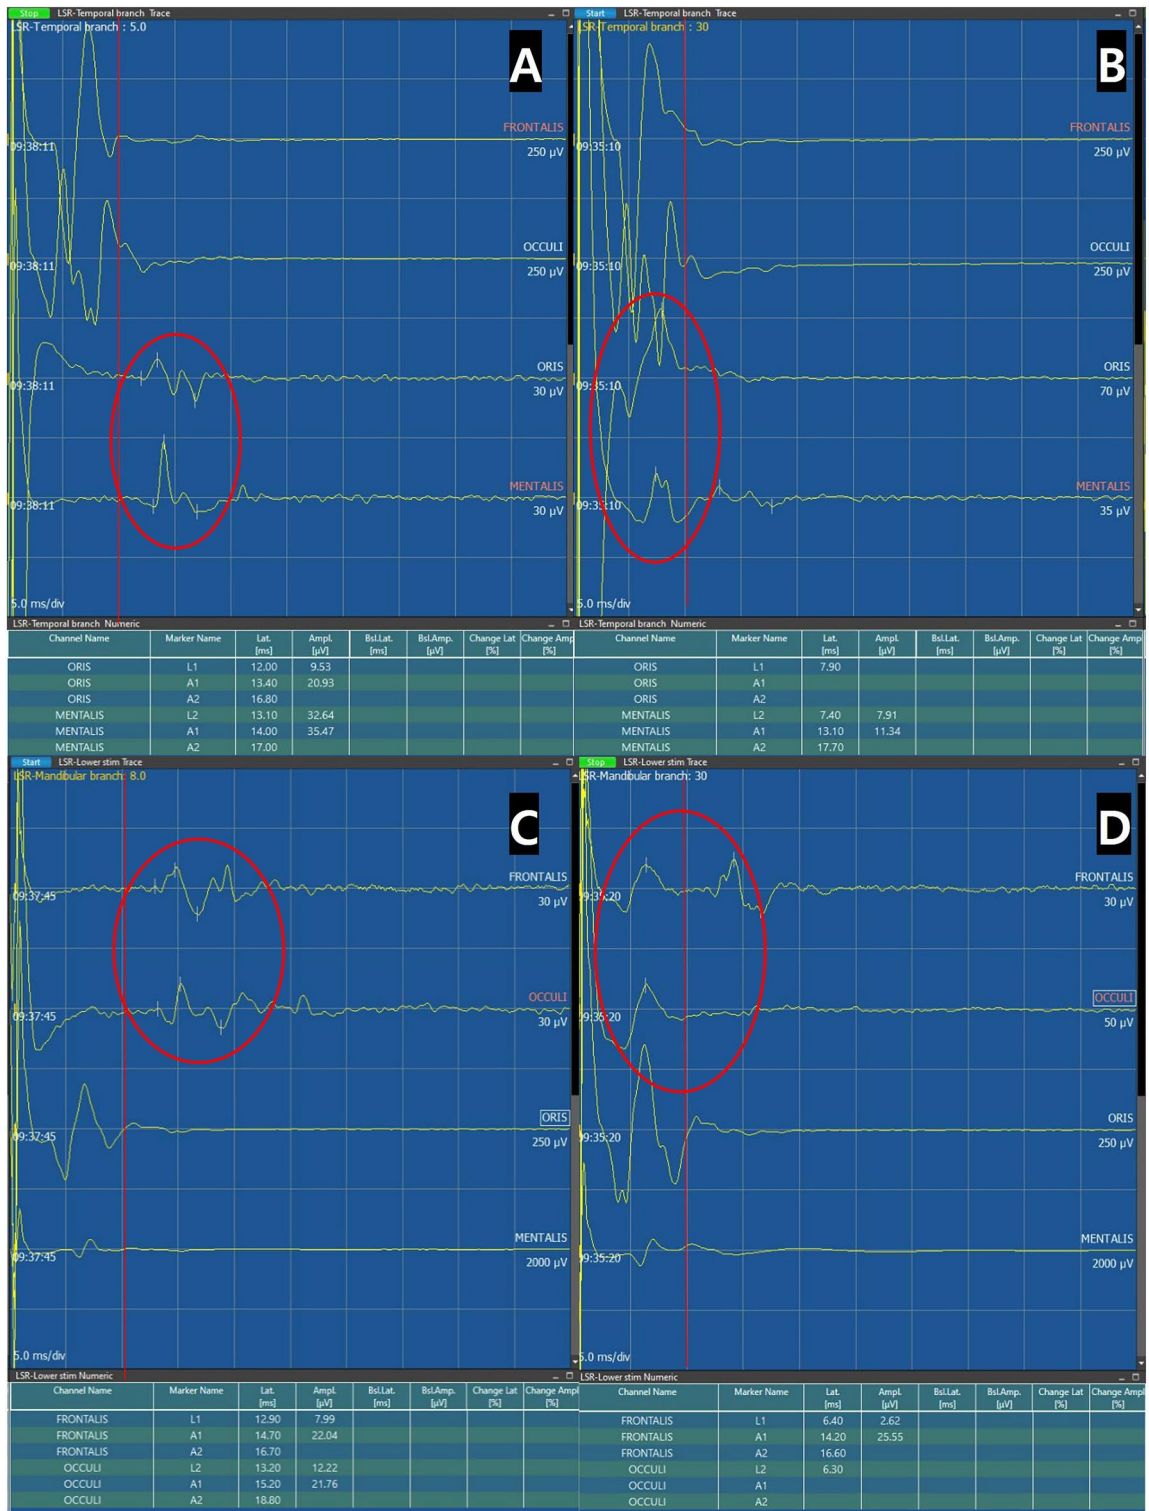 Stop LSR-Temporal branch Trace
LSR-Temporal branch : 5.0
A
FRONTALIS
09:38:11
250 µV
OCCULI
09:38:11
250 µV
ORIS
09:38:11
30 µV
MENTALIS
09:38:11
30 µV
5.0 ms/div
LSR-Temporal branch Numeric
Channel Name Marker Name Lat. [ms] Ampl. [µV] Bsl.Lat. [ms] Bsl.Amp. [µV] Change Lat [%] Change Amp [%]
ORIS L1 12.00 9.53
ORIS A1 13.40 20.93
ORIS A2 16.80
MENTALIS L2 13.10 32.64
MENTALIS A1 14.00 35.47
MENTALIS A2 17.00
Start LSR-Temporal branch Trace
LSR-Temporal branch : 30
B
FRONTALIS
09:35:10
250 µV
OCCULI
09:35:10
250 µV
ORIS
09:35:10
70 µV
MENTALIS
09:35:10
35 µV
5.0 ms/div
LSR-Temporal branch Numeric
Channel Name Marker Name Lat. [ms] Ampl. [µV] Bsl.Lat. [ms] Bsl.Amp. [µV] Change Lat [%] Change Ampl [%]
ORIS L1 7.90
ORIS A1
ORIS A2
MENTALIS L2 7.40 7.91
MENTALIS A1 13.10 11.34
MENTALIS A2 17.70
Start LSR-Lower stim Trace
LSR-Mandibular branch: 8.0
C
FRONTALIS
09:37:45
30 µV
OCCULI
09:37:45
30 µV
ORIS
09:37:45
250 µV
MENTALIS
09:37:45
2000 µV
5.0 ms/div
LSR-Lower stim Numeric
Channel Name Marker Name Lat. [ms] Ampl. [µV] Bsl.Lat. [ms] Bsl.Amp. [µV] Change Lat [%] Change Ampl [%]
FRONTALIS L1 12.90 7.99
FRONTALIS A1 14.70 22.04
FRONTALIS A2 16.70
OCCULI L2 13.20 12.22
OCCULI A1 15.20 21.76
OCCULI A2 18.80
Stop LSR-Lower stim Trace
LSR-Mandibular branch: 30
D
FRONTALIS
09:35:20
30 µV
OCCULI
09:35:20
50 µV
ORIS
09:35:20
250 µV
MENTALIS
09:35:20
2000 µV
5.0 ms/div
LSR-Lower stim Numeric
Channel Name Marker Name Lat. [ms] Ampl. [µV] Bsl.Lat. [ms] Bsl.Amp. [µV] Change Lat [%] Change Ampl [%]
FRONTALIS L1 6.40 2.62
FRONTALIS A1 14.20 25.55
FRONTALIS A2 16.60
OCCULI L2 6.30
OCCULI A1
OCCULI A2